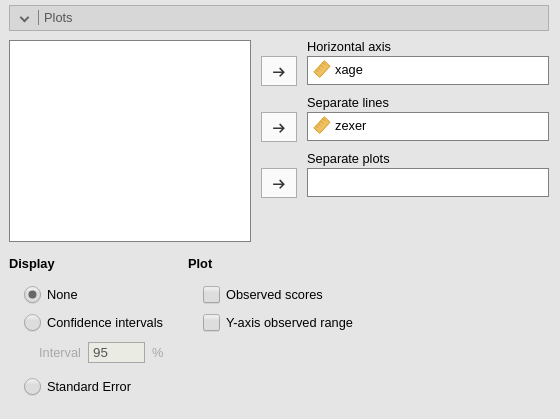 Plots
Horizontal axis
xage
Separate lines
zexer
Separate plots
Display
Plot
None
Observed scores
Confidence intervals
Y-axis observed range
Interval 95 %
Standard Error